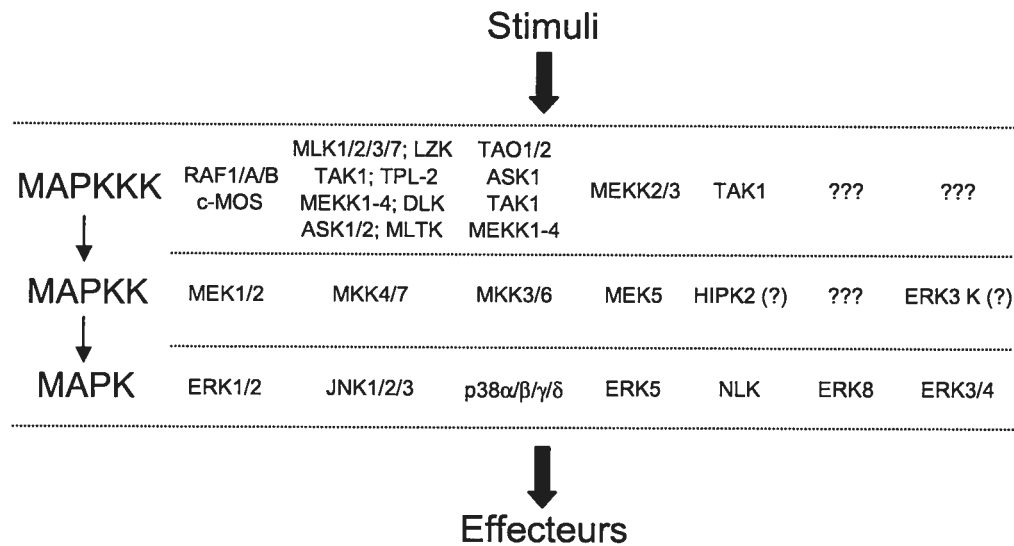 Stimuli
MAPKKK
RAF1/A/B
c-MOS
MLK1/2/3/7; LZK
TAK1; TPL-2
MEKK1-4; DLK
ASK1/2; MLTK
TAO1/2
ASK1
TAK1
MEKK1-4
MEKK2/3
TAK1
???
???
MAPKK
MEK1/2
MKK4/7
MKK3/6
MEK5
HIPK2 (?)
???
ERK3 K (?)
MAPK
ERK1/2
JNK1/2/3
p38α/β/γ/δ
ERK5
NLK
ERK8
ERK3/4
Effecteurs